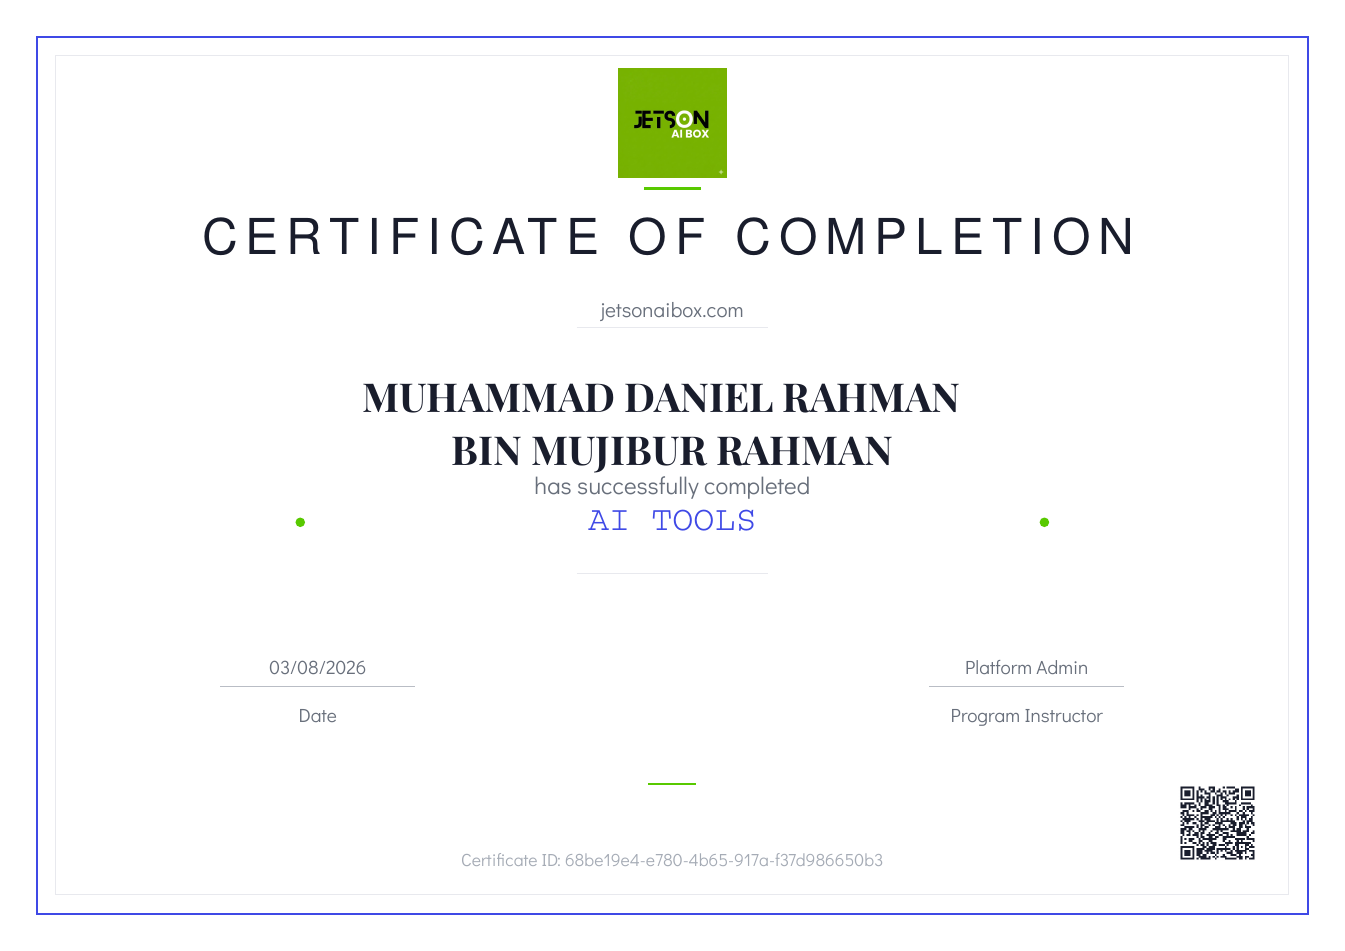 JETSON
AI BOX
CERTIFICATE OF COMPLETION
jetsonaibox.com
MUHAMMAD DANIEL RAHMAN
BIN MUJIBUR RAHMAN
has successfully completed
AI TOOLS
03/08/2026
Date
Platform Admin
Program Instructor
Certificate ID: 68be19e4-e780-4b65-917a-f37d986650b3